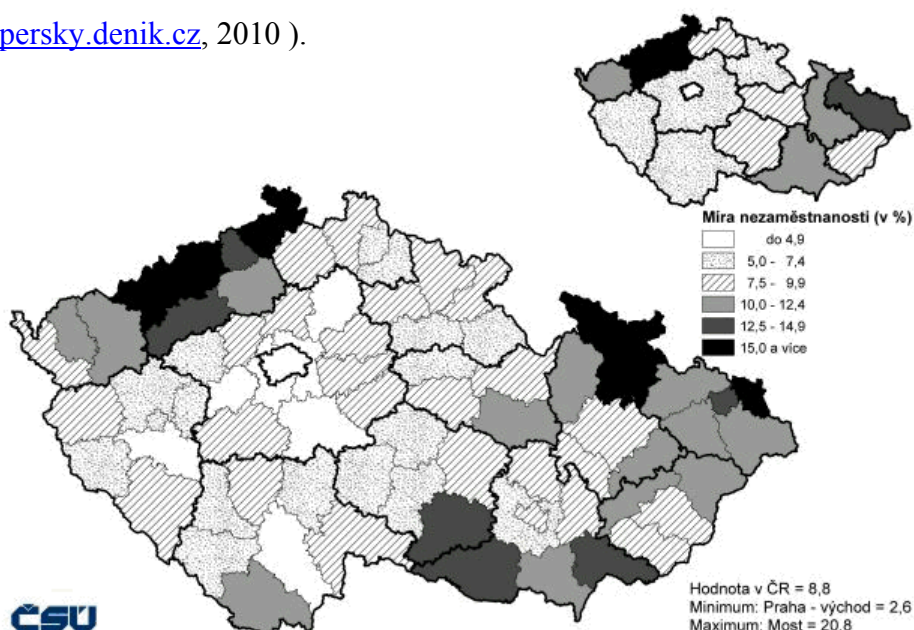 persky.denik.cz, 2010 ).
Míra nezaměstnanosti (v %)
do 4,9
5,0 - 7,4
7,5 - 9,9
10,0 - 12,4
12,5 - 14,9
15,0 a více
Hodnota v ČR = 8,8
Minimum: Praha - východ = 2,6
Maximum: Most = 20,8
ČSÚ